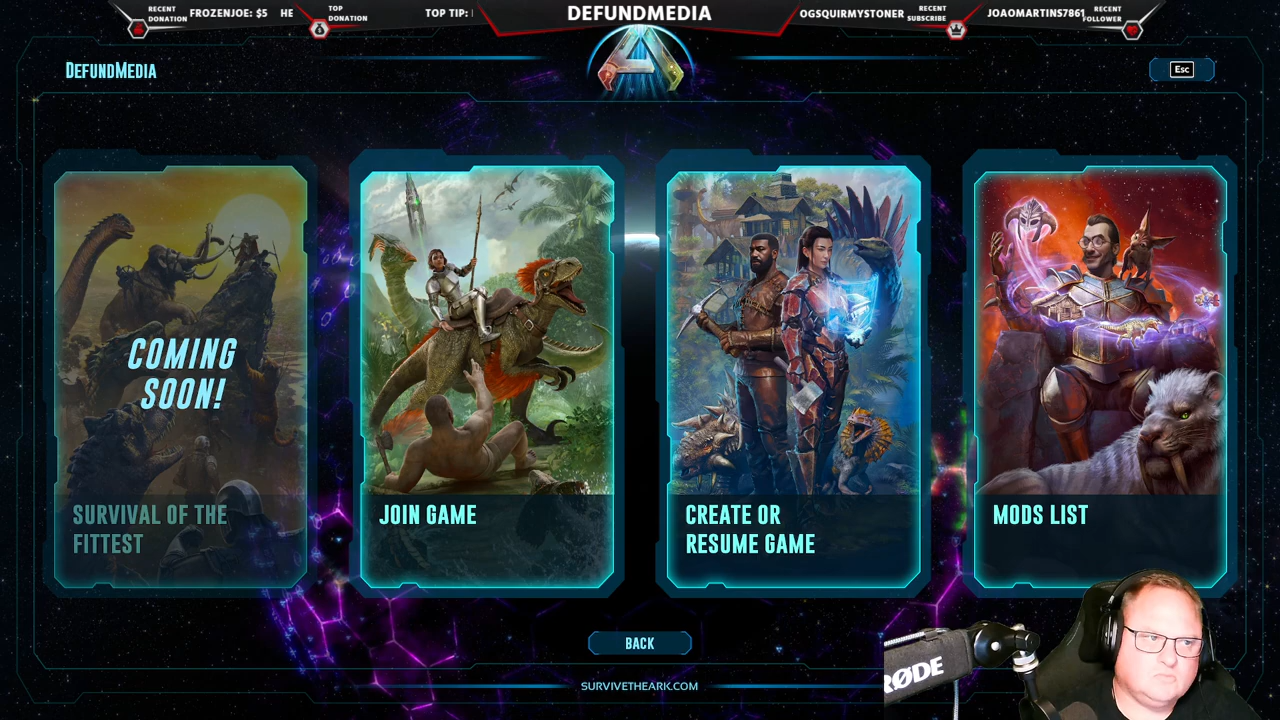 RECENT DONATION
FROZENJOE: $5 HE
TOP DONATION
TOP TIP:
DEFUNDMEDIA
OGSQUIRMYSTONER
RECENT SUBSCRIBE
JOAOMARTINS7861
RECENT FOLLOWER
DEFUNDMEDIA
Esc
COMING
SOON!
SURVIVAL OF THE
FITTEST
JOIN GAME
CREATE OR
RESUME GAME
MODS LIST
BACK
RØDE
SURVIVETHEARK.COM